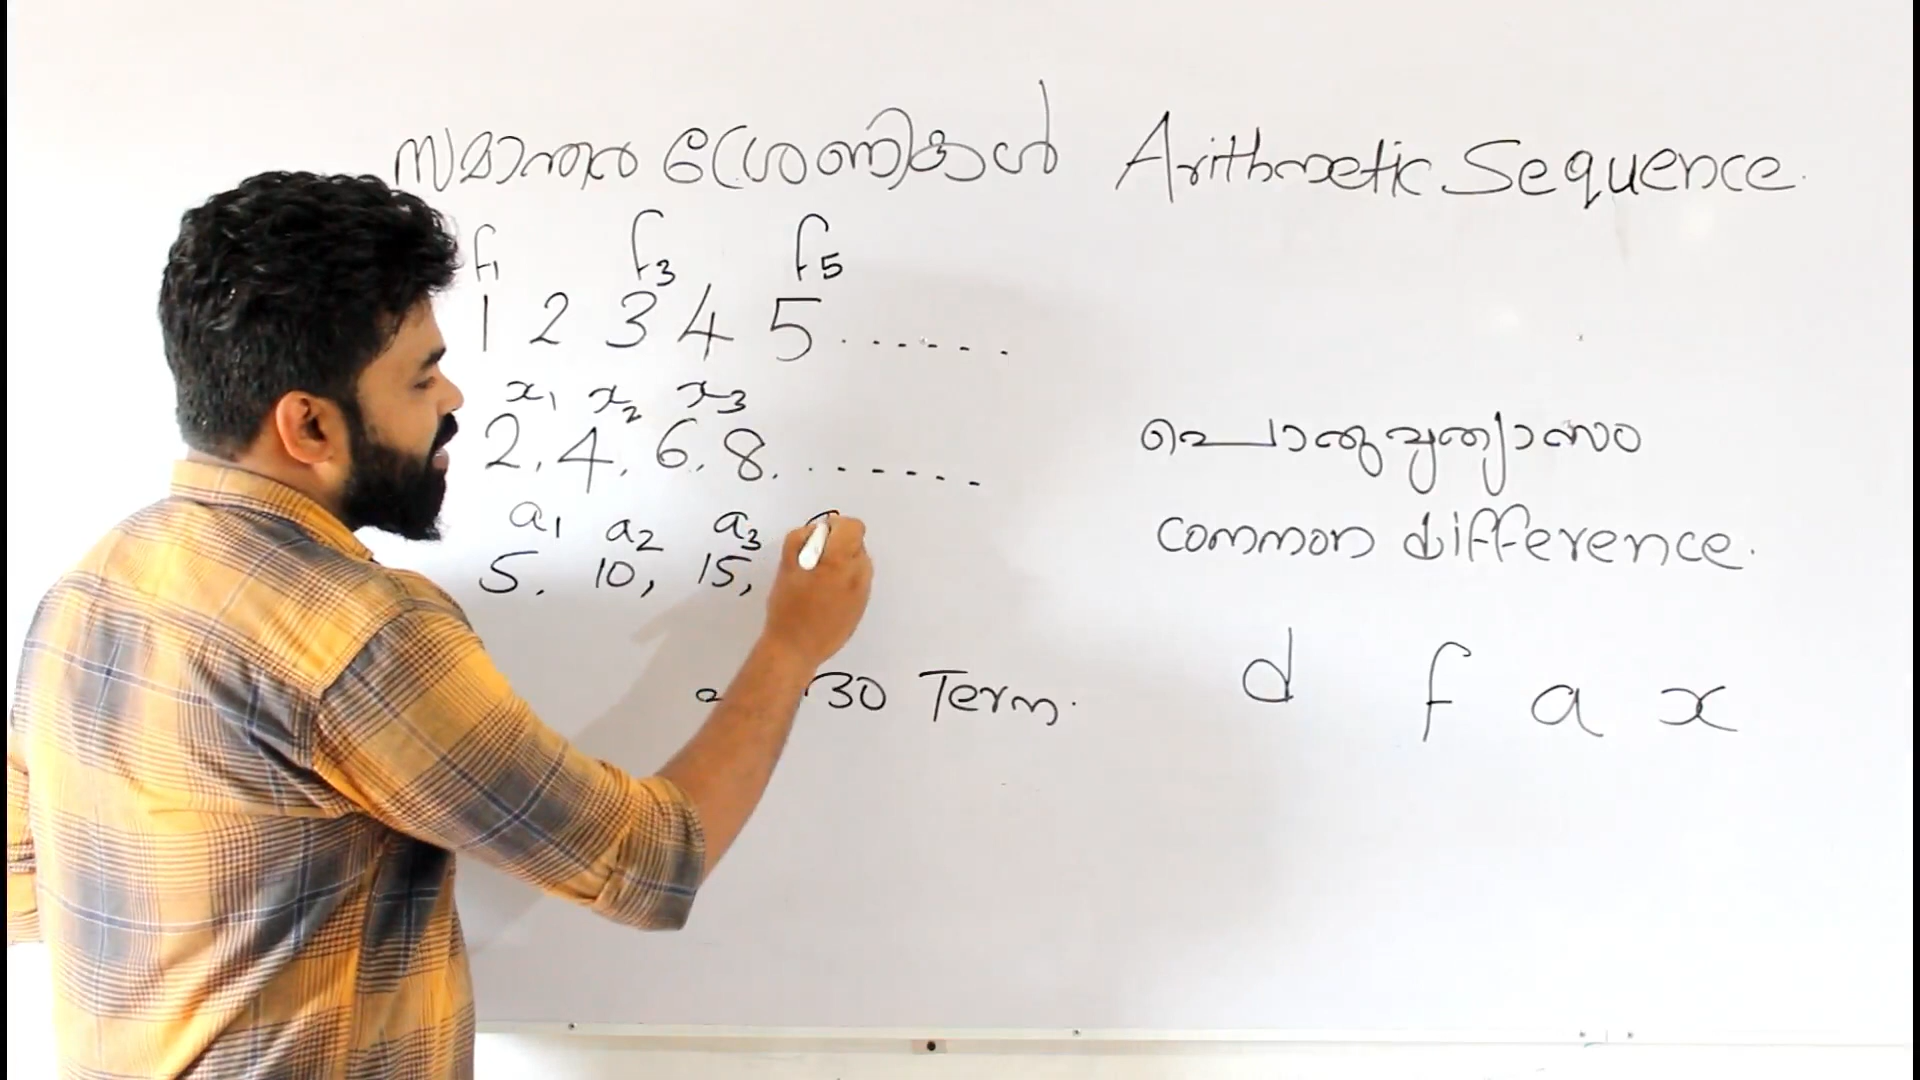 സമാന്തര ശ്രേണികൾ Arithmetic Sequence.
f1 f3 f5
1 2 3 4 5 . . . . . .
x1 x2 x3
2, 4, 6, 8, . . . . . .
a1 a2 a3
5, 10, 15,
പൊതുവ്യത്യാസം
common difference.
30 Term.
d f a x